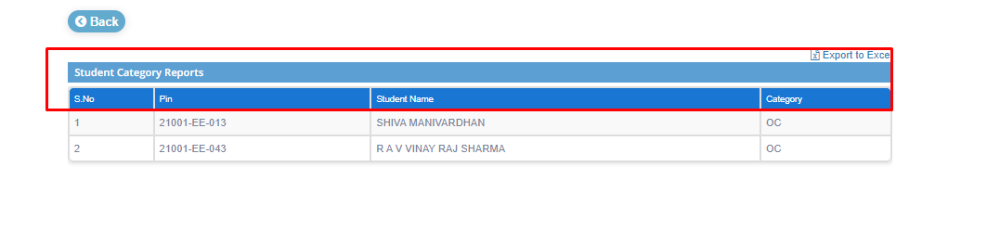 Back
Export to Excel
Student Category Reports
S.No Pin Student Name Category
1 21001-EE-013 SHIVA MANIVARDHAN OC
2 21001-EE-043 R A V VINAY RAJ SHARMA OC